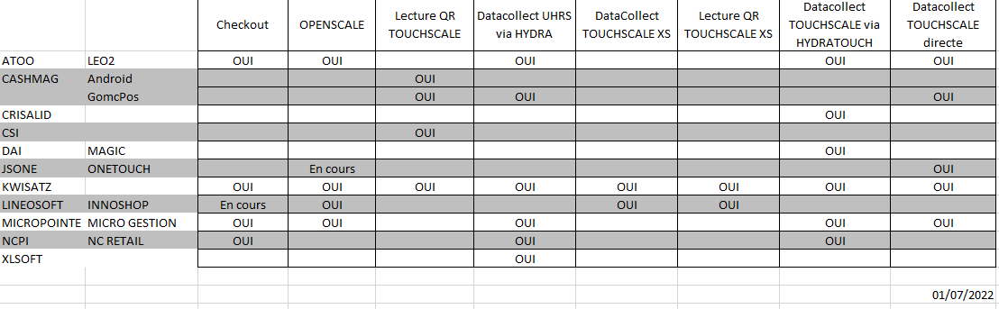 Checkout OPENSCALE Lecture QR TOUCHSCALE Datacollect UHRS via HYDRA DataCollect TOUCHSCALE XS Lecture QR TOUCHSCALE XS Datacollect TOUCHSCALE via HYDRATOUCH Datacollect TOUCHSCALE directe
ATOO LEO2 OUI OUI OUI OUI OUI
CASHMAG Android OUI
GomcPos OUI OUI OUI
CRISALID OUI
CSI OUI
DAI MAGIC OUI
JSONE ONETOUCH En cours OUI
KWISATZ OUI OUI OUI OUI OUI OUI OUI OUI
LINEOSOFT INNOSHOP En cours OUI OUI OUI
MICROPOINTE MICRO GESTION OUI OUI OUI OUI OUI
NCPI NC RETAIL OUI OUI OUI
XLSOFT OUI
01/07/2022